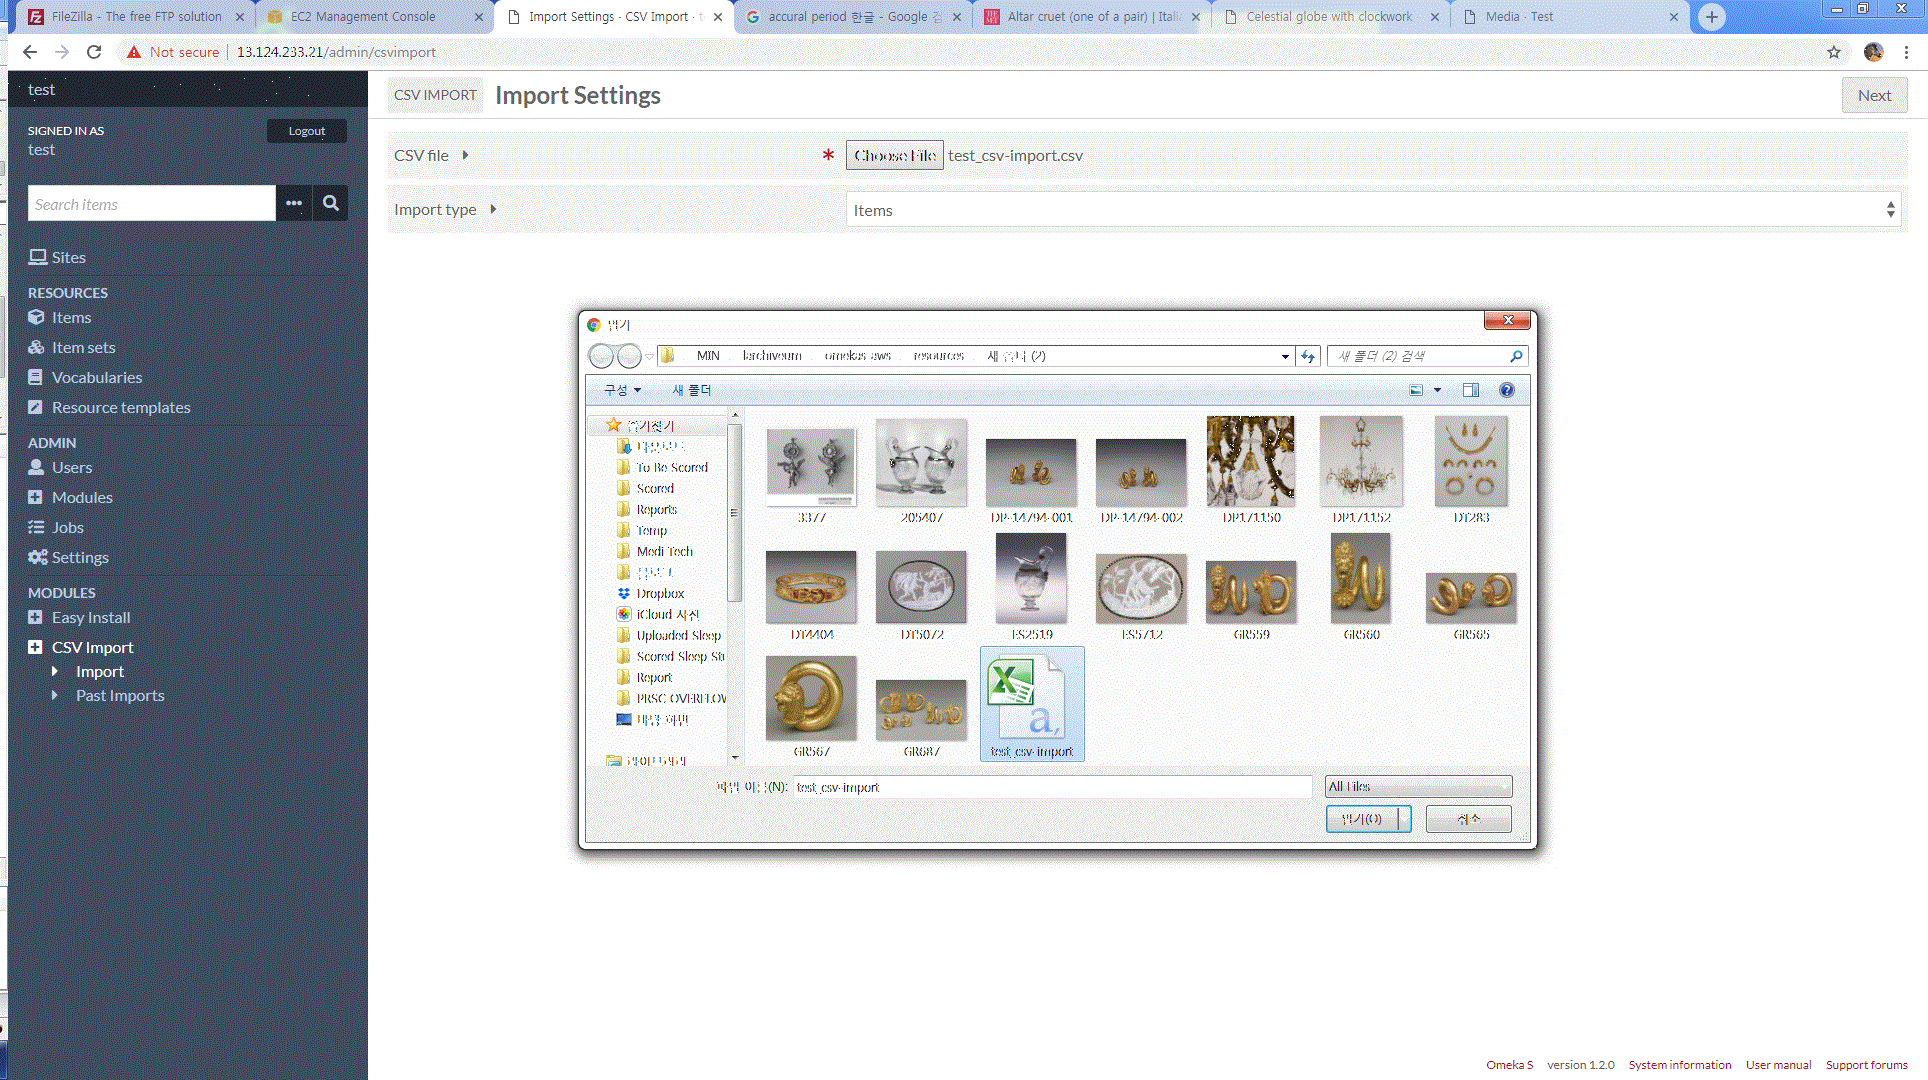 FileZilla - The free FTP solution
EC2 Management Console
Import Settings · CSV Import · t
accural period 한글 - Google 검
Altar cruet (one of a pair) | Itali
Celestial globe with clockwork
Media · Test
Not secure | 13.124.233.21/admin/csvimport
test
SIGNED IN AS
test
Logout
Search items
Sites
RESOURCES
Items
Item sets
Vocabularies
Resource templates
ADMIN
Users
Modules
Jobs
Settings
MODULES
Easy Install
CSV Import
Import
Past Imports
CSV IMPORT Import Settings
Next
CSV file
* Choose File test_csv-import.csv
Import type
Items
열기
MIN larchiveum omekas-aws resources 새 폴더 (2)
새 폴더 (2) 검색
구성 새 폴더
즐겨찾기
To Be Scored
Scored
Reports
Temp
Medi Tech
Dropbox
iCloud 사진
Uploaded Sleep
Scored Sleep Stu
Report
PRSC OVERFLOW
바탕 화면
3377
205407
DP-14794-001
DP-14794-002
DP171150
DP171152
DT283
DT4404
DT5072
ES2519
ES5712
GR559
GR560
GR565
GR567
GR687
test_csv-import
파일 이름(N): test_csv-import
All Files
열기(O)
취소
Omeka S version 1.2.0 System information User manual Support forums